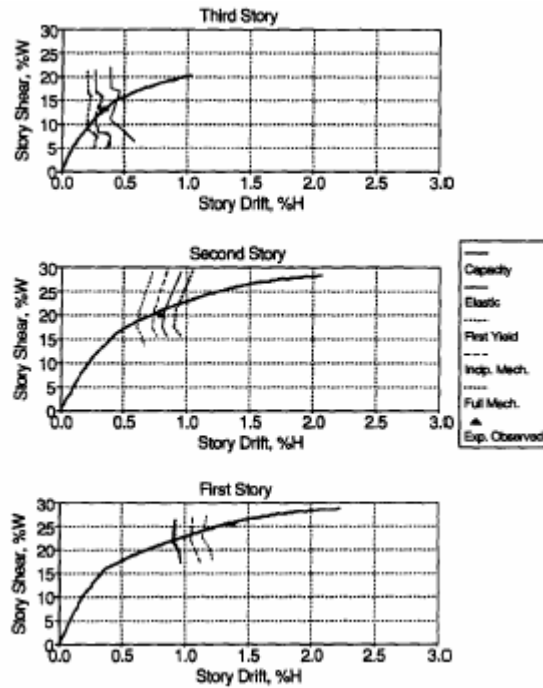 Third Story
Story Shear, %W
30
25
20
15
10
5
0
0.0 0.5 1.0 1.5 2.0 2.5 3.0
Story Drift, %H
Second Story
Story Shear, %W
30
25
20
15
10
5
0
0.0 0.5 1.0 1.5 2.0 2.5 3.0
Story Drift, %H
Capacity
Elastic
First Yield
Incip. Mech.
Full Mech.
Exp. Observed
First Story
Story Shear, %W
30
25
20
15
10
5
0
0.0 0.5 1.0 1.5 2.0 2.5 3.0
Story Drift, %H